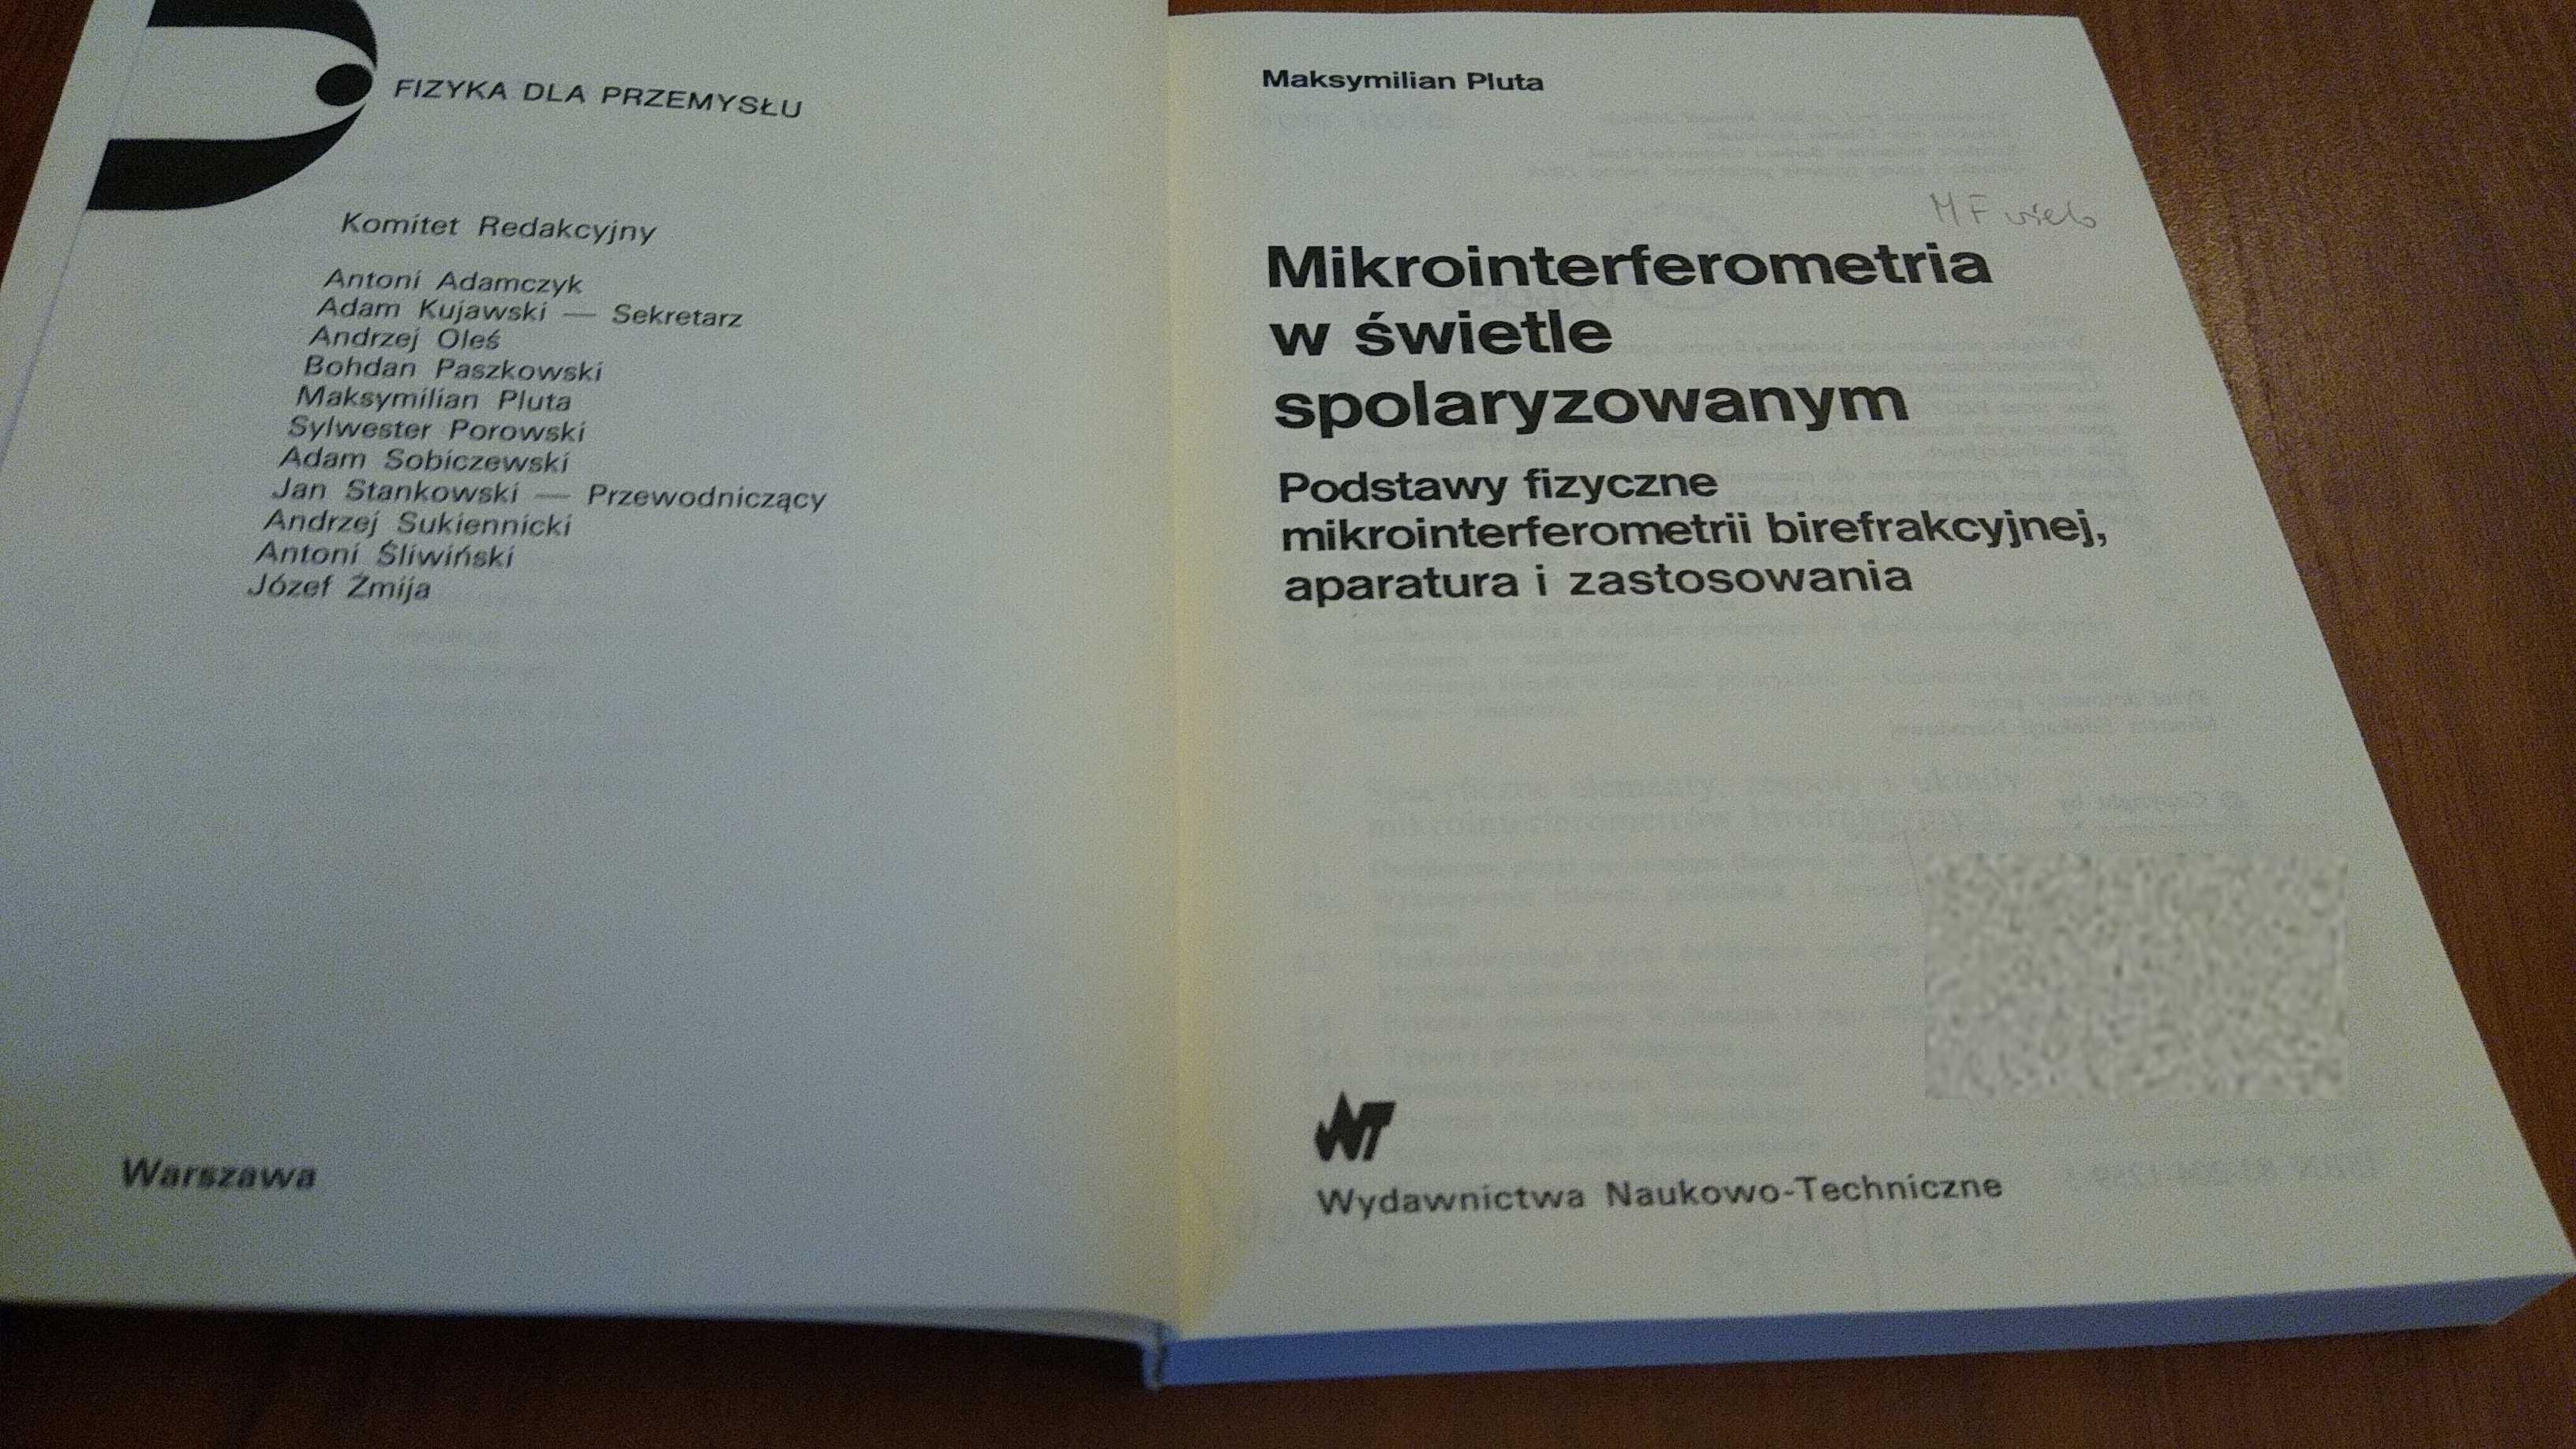 FIZYKA DLA PRZEMYSŁU
Komitet Redakcyjny
Antoni Adamczyk
Adam Kujawski — Sekretarz
Andrzej Oleś
Bohdan Paszkowski
Maksymilian Pluta
Sylwester Porowski
Adam Sobiczewski
Jan Stankowski — Przewodniczący
Andrzej Sukiennicki
Antoni Śliwiński
Józef Żmija
Warszawa
Maksymilian Pluta
Mikrointerferometria
w świetle
spolaryzowanym
Podstawy fizyczne
mikrointerferometrii birefrakcyjnej,
aparatura i zastosowania
WNT
Wydawnictwa Naukowo-Techniczne